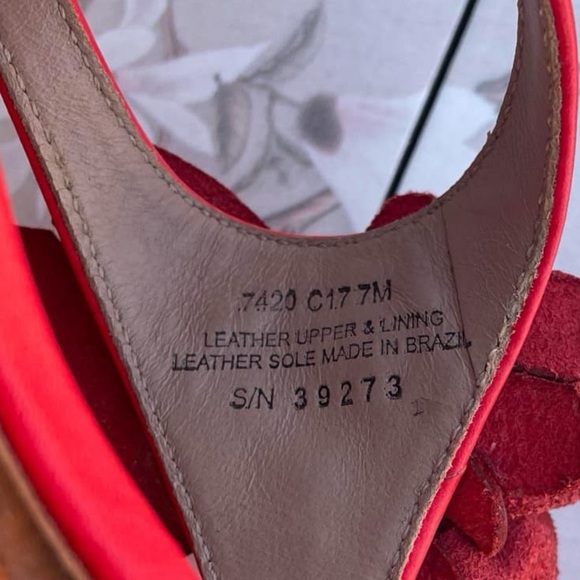 .7420 C17 7M
LEATHER UPPER & LINING
LEATHER SOLE MADE IN BRAZIL
S/N 39273